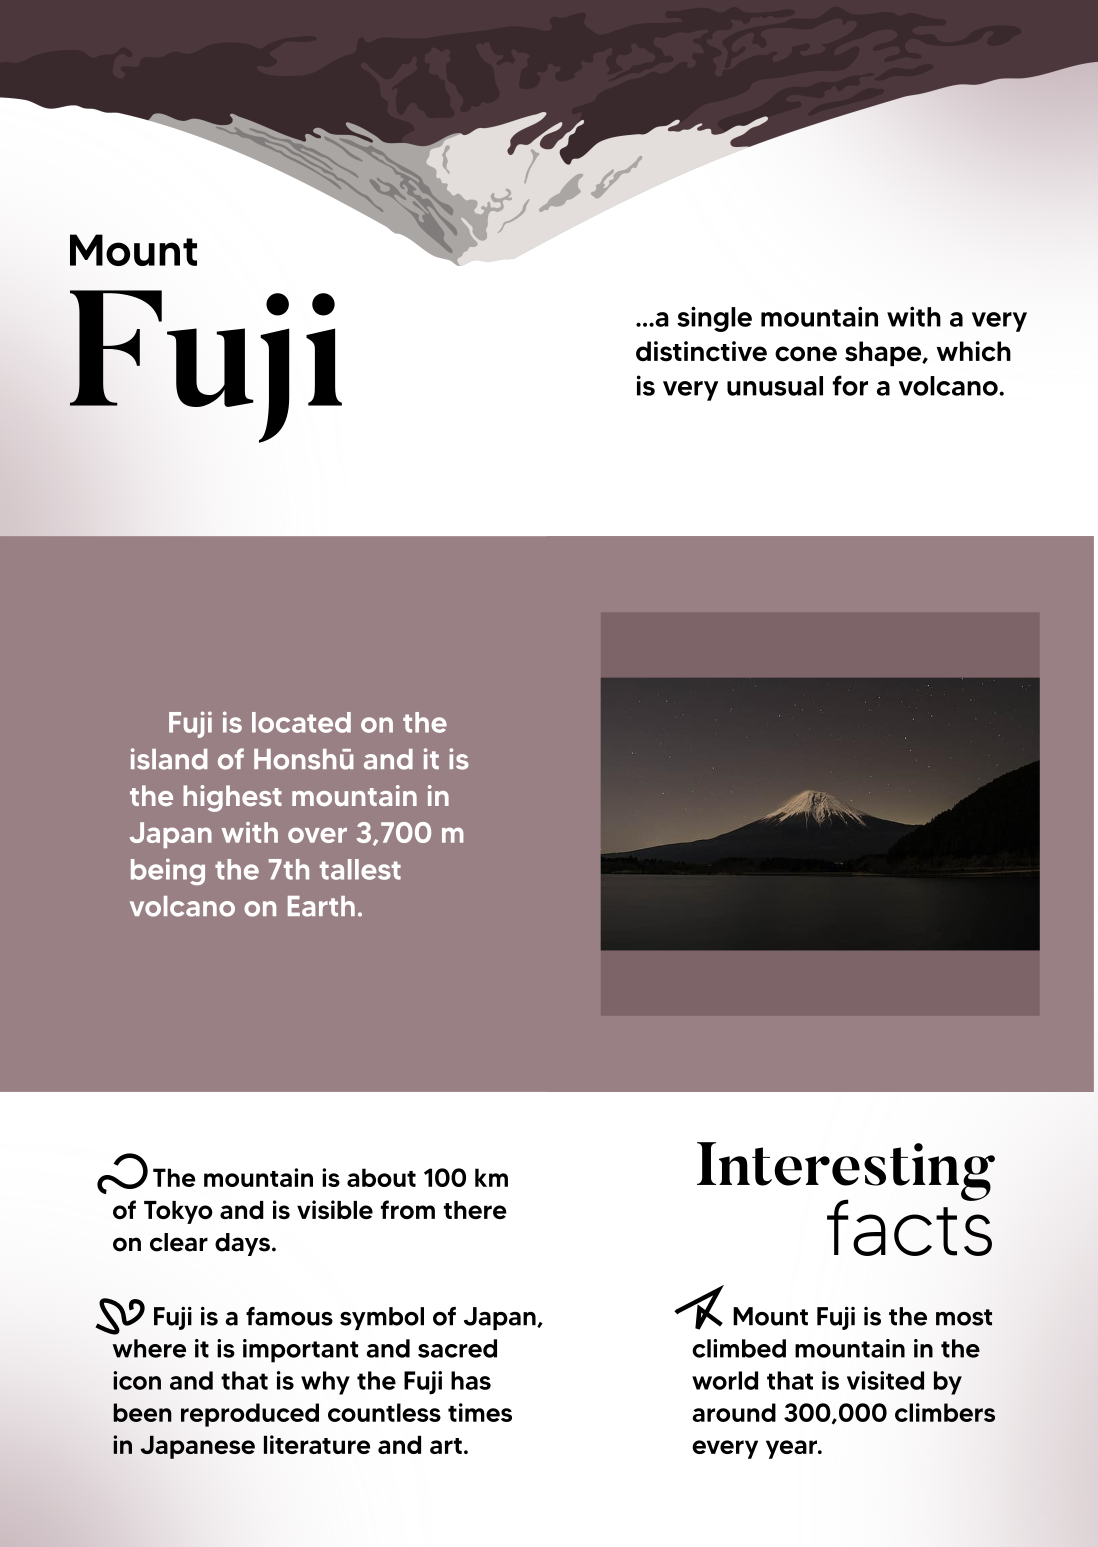 Mount
Fuji
...a single mountain with a very
distinctive cone shape, which
is very unusual for a volcano.
Fuji is located on the
island of Honshū and it is
the highest mountain in
Japan with over 3,700 m
being the 7th tallest
volcano on Earth.
The mountain is about 100 km
of Tokyo and is visible from there
on clear days.
Fuji is a famous symbol of Japan,
where it is important and sacred
icon and that is why the Fuji has
been reproduced countless times
in Japanese literature and art.
Interesting
facts
Mount Fuji is the most
climbed mountain in the
world that is visited by
around 300,000 climbers
every year.